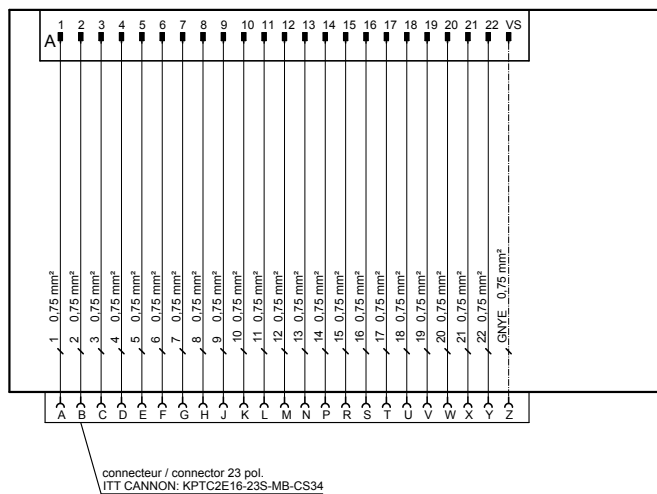 1 2 3 4 5 6 7 8 9 10 11 12 13 14 15 16 17 18 19 20 21 22 VS
A
1 0,75 mm²
2 0,75 mm²
3 0,75 mm²
4 0,75 mm²
5 0,75 mm²
6 0,75 mm²
7 0,75 mm²
8 0,75 mm²
9 0,75 mm²
10 0,75 mm²
11 0,75 mm²
12 0,75 mm²
13 0,75 mm²
14 0,75 mm²
15 0,75 mm²
16 0,75 mm²
17 0,75 mm²
18 0,75 mm²
19 0,75 mm²
20 0,75 mm²
21 0,75 mm²
22 0,75 mm²
GNYE 0,75 mm²
A B C D E F G H J K L M N P R S T U V W X Y Z
connecteur / connector 23 pol.
ITT CANNON: KPTC2E16-23S-MB-CS34